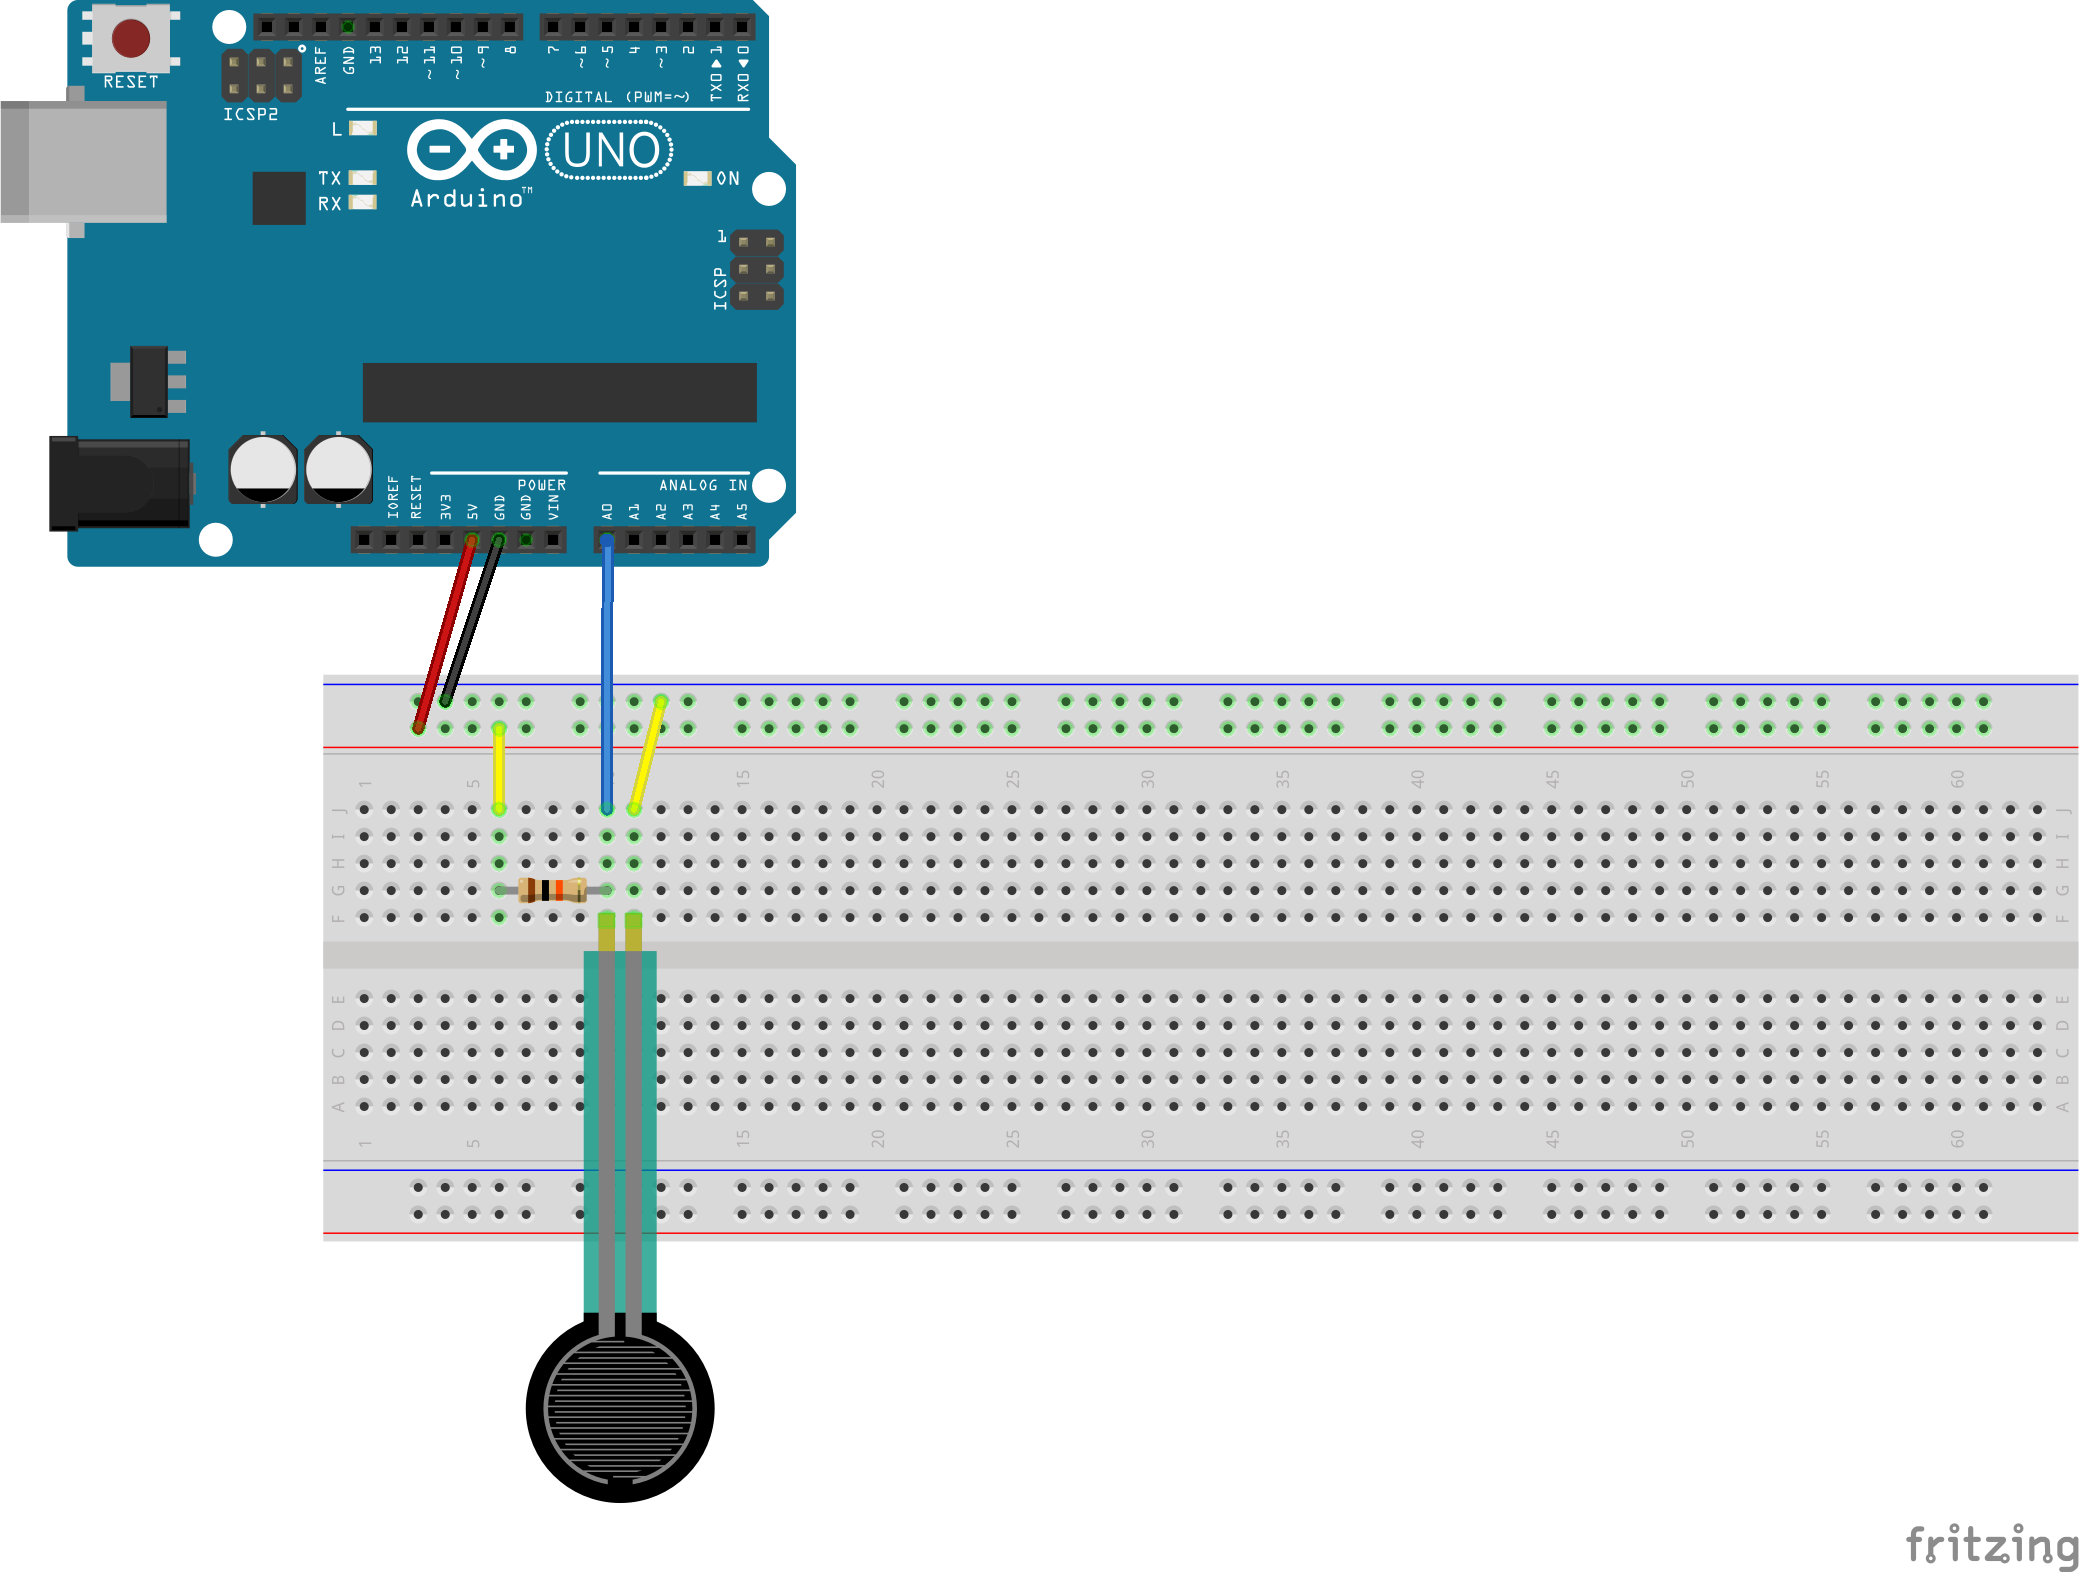 RESET
ICSP2
AREF
GND
13
12
~11
~10
~9
8
7
~6
~5
4
~3
2
TX0▶1
RX0◀0
DIGITAL (PWM=~)
L
TX
RX
Arduino™
UNO
ON
1
ICSP
POWER
ANALOG IN
IOREF
RESET
3V3
5V
GND
GND
VIN
A0
A1
A2
A3
A4
A5
1 5 15 20 25 30 35 40 45 50 55 60
J J
I I
H H
G G
F F
E E
D D
C C
B B
A A
1 5 15 20 25 30 35 40 45 50 55 60
fritzing